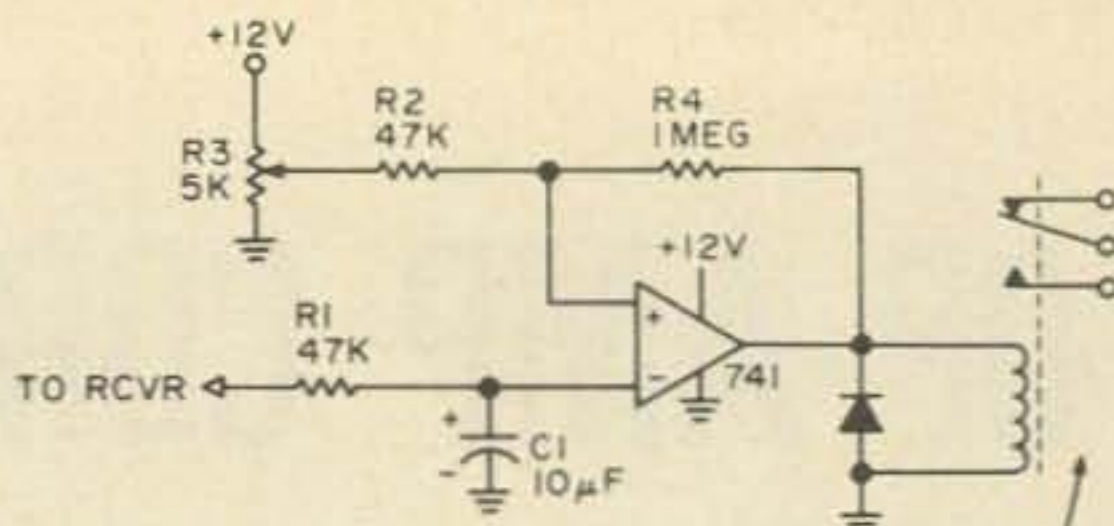 +12V
R3
5K
R2
47K
R4
1MEG
+12V
+
-
741
R1
47K
TO RCVR
+
-
C1
10µF